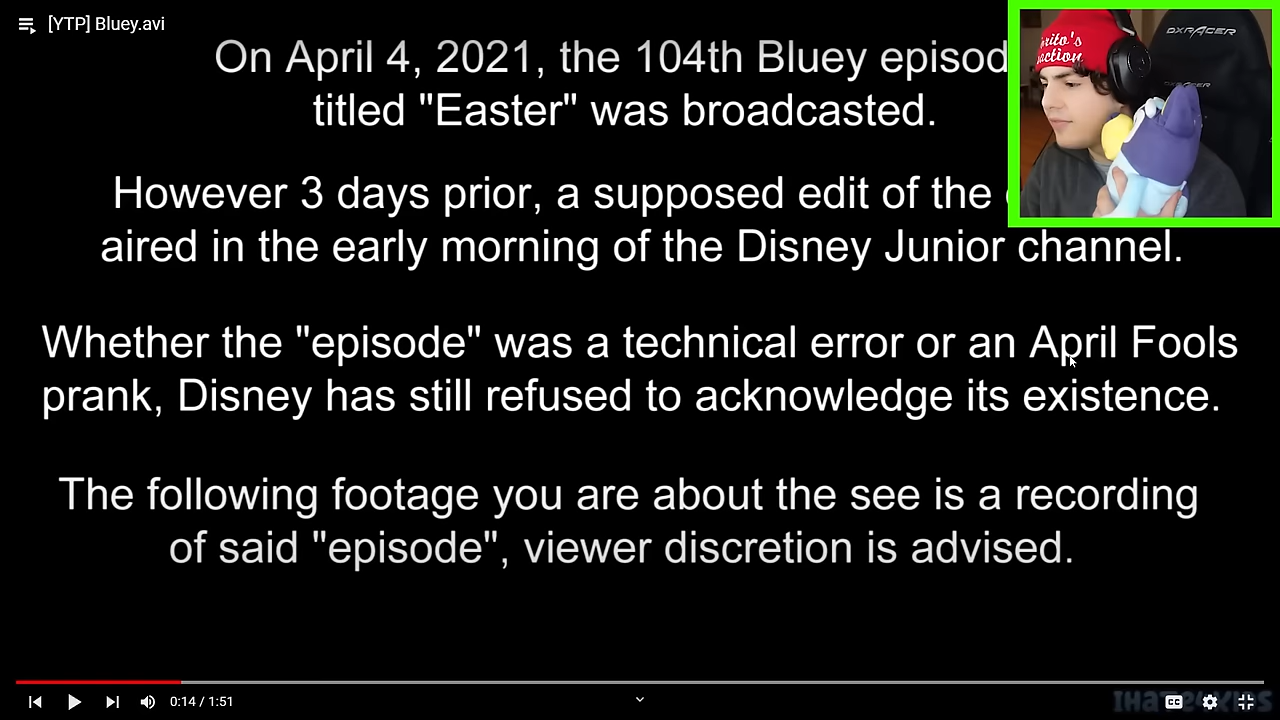 [YTP] Bluey.avi
On April 4, 2021, the 104th Bluey episod
titled "Easter" was broadcasted.
However 3 days prior, a supposed edit of the
aired in the early morning of the Disney Junior channel.
Whether the "episode" was a technical error or an April Fools
prank, Disney has still refused to acknowledge its existence.
The following footage you are about the see is a recording
of said "episode", viewer discretion is advised.
DXRACER
DXRACER
0:14 / 1:51
CC